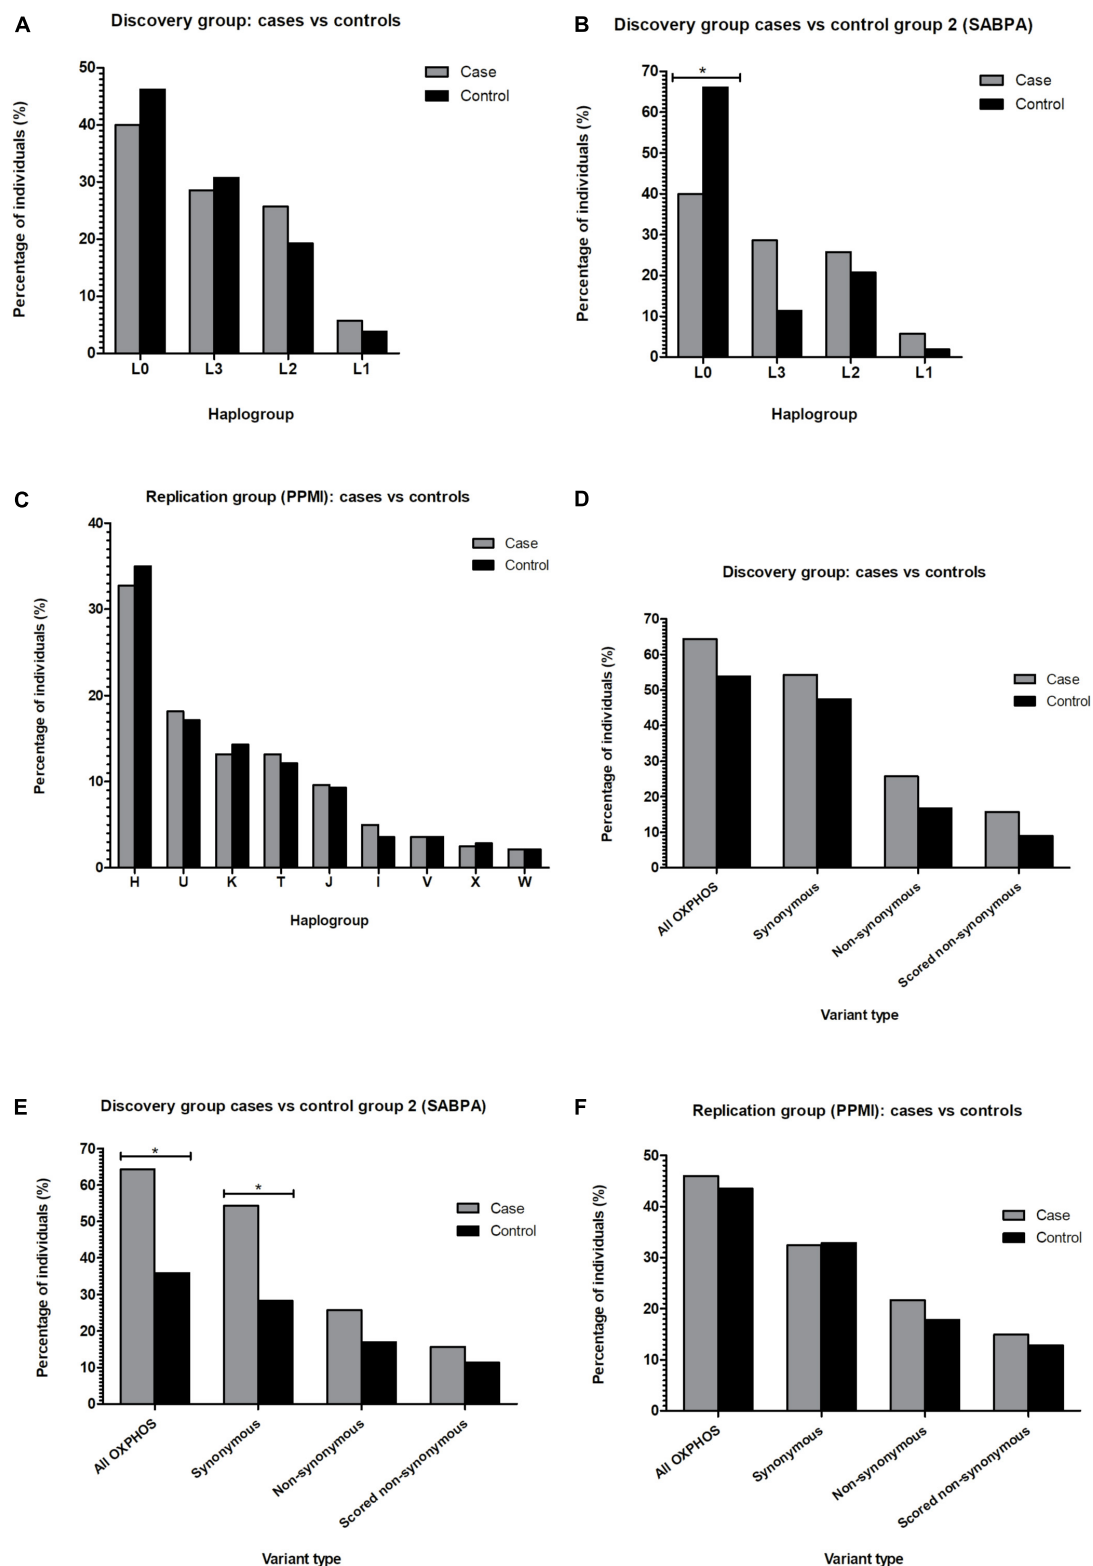 A
Discovery group: cases vs controls
Percentage of individuals (%)
50
40
30
20
10
0
Case
Control
L0 L3 L2 L1
Haplogroup
B
Discovery group cases vs control group 2 (SABPA)
Percentage of individuals (%)
70
60
50
40
30
20
10
0
*
Case
Control
L0 L3 L2 L1
Haplogroup
C
Replication group (PPMI): cases vs controls
Percentage of individuals (%)
40
30
20
10
0
Case
Control
H U K T J I V X W
Haplogroup
D
Discovery group: cases vs controls
Percentage of individuals (%)
70
60
50
40
30
20
10
0
Case
Control
All OXPHOS
Synonymous
Non-synonymous
Scored non-synonymous
Variant type
E
Discovery group cases vs control group 2 (SABPA)
Percentage of individuals (%)
70
60
50
40
30
20
10
0
*
*
Case
Control
All OXPHOS
Synonymous
Non-synonymous
Scored non-synonymous
Variant type
F
Replication group (PPMI): cases vs controls
Percentage of individuals (%)
50
40
30
20
10
0
Case
Control
All OXPHOS
Synonymous
Non-synonymous
Scored non-synonymous
Variant type